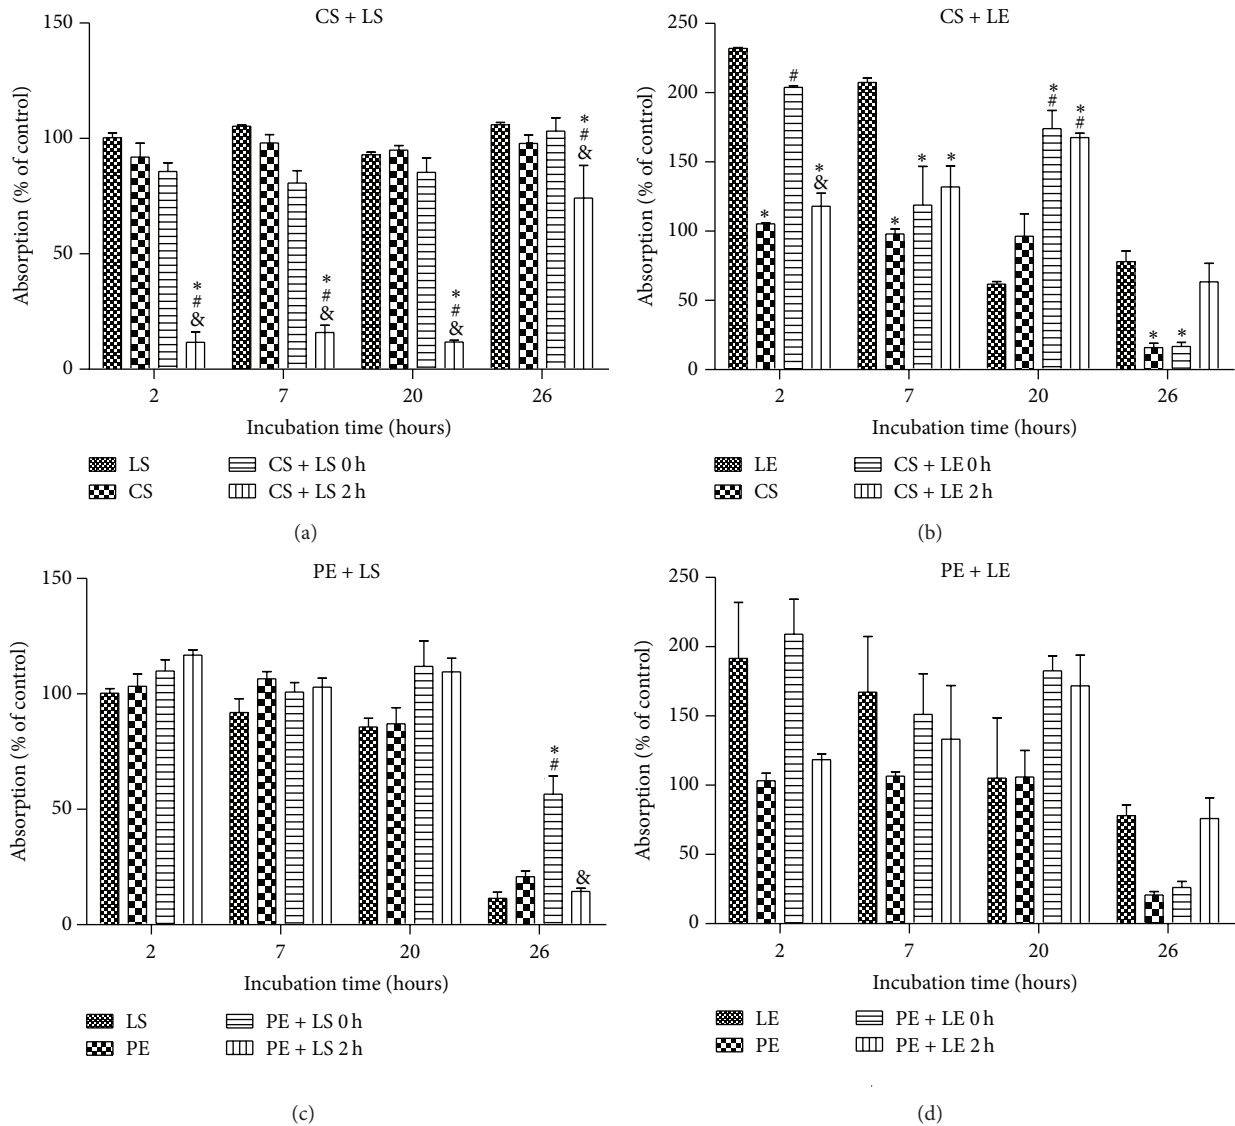 CS + LS
150
100
50
0
Absorption (% of control)
*
#
&
*
#
&
*
#
&
*
#
&
2 7 20 26
Incubation time (hours)
LS CS + LS 0 h
CS CS + LS 2 h
(a)
CS + LE
250
200
150
100
50
0
Absorption (% of control)
*
#
*
&
*
*
*
*
#
*
#
*
*
2 7 20 26
Incubation time (hours)
LE CS + LE 0 h
CS CS + LE 2 h
(b)
PE + LS
150
100
50
0
Absorption (% of control)
*
#
&
2 7 20 26
Incubation time (hours)
LS PE + LS 0 h
PE PE + LS 2 h
(c)
PE + LE
250
200
150
100
50
0
Absorption (% of control)
2 7 20 26
Incubation time (hours)
LE PE + LE 0 h
PE PE + LE 2 h
(d)